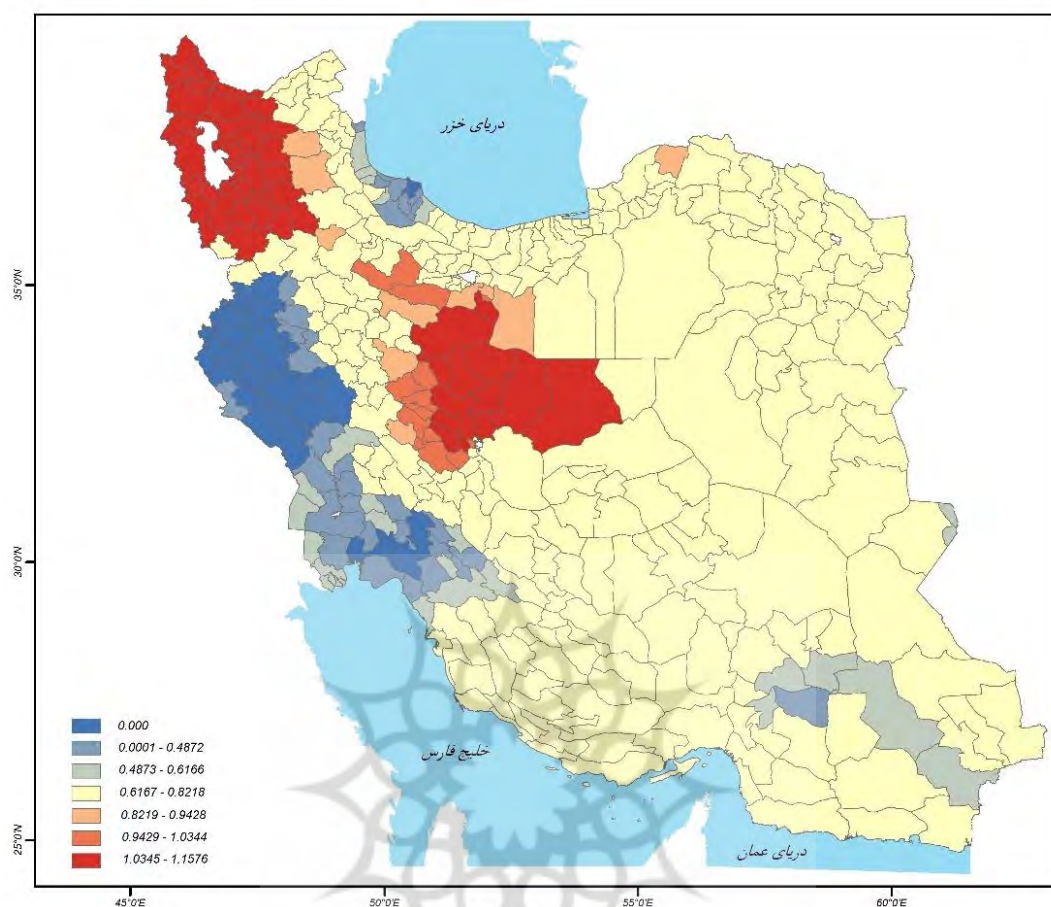 دریای خزر
35°0'N
30°0'N
0.000
0.0001 - 0.4872
0.4873 - 0.6166
0.6167 - 0.8218
0.8219 - 0.9428
0.9429 - 1.0344
1.0345 - 1.1576
خلیج فارس
دریای عمان
25°0'N
45°0'E
50°0'E
55°0'E
60°0'E